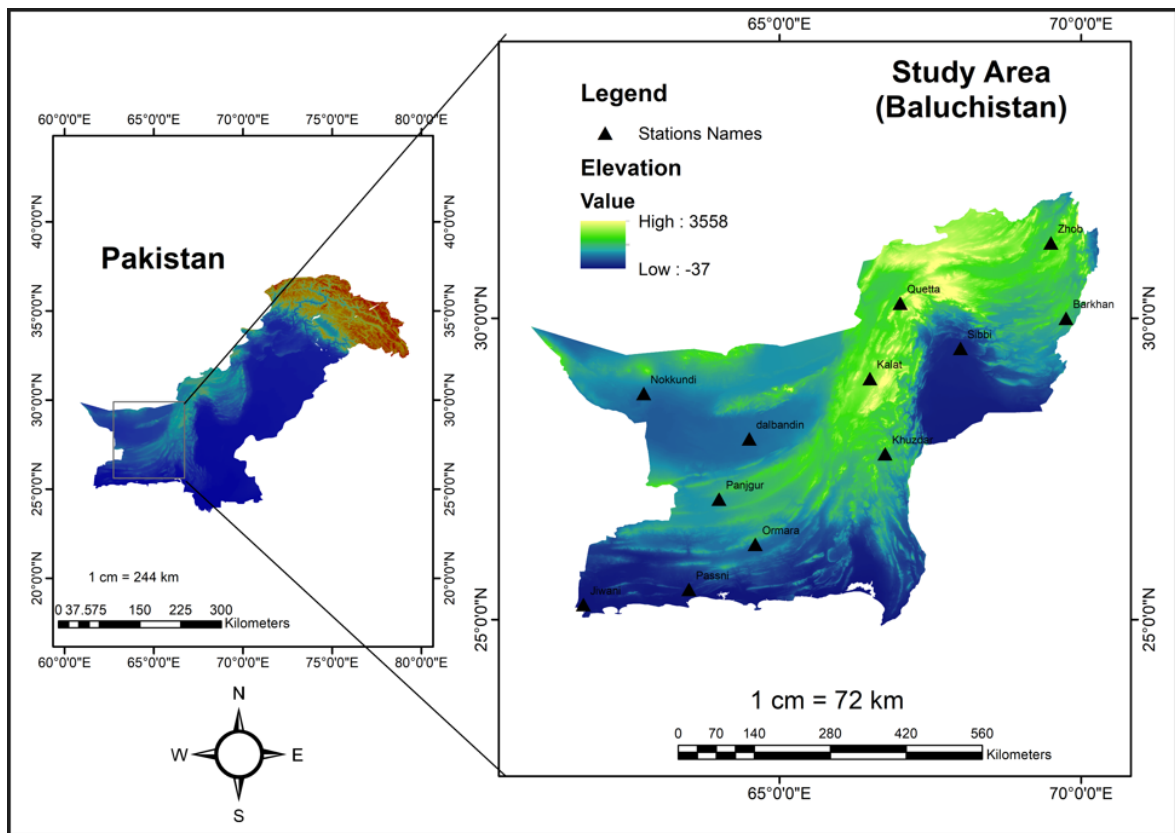 60°0'0"E 65°0'0"E 70°0'0"E 75°0'0"E 80°0'0"E
40°0'0"N
35°0'0"N
30°0'0"N
25°0'0"N
20°0'0"N
Pakistan
40°0'0"N
35°0'0"N
30°0'0"N
25°0'0"N
20°0'0"N
1 cm = 244 km
0 37.575 150 225 300
Kilometers
60°0'0"E 65°0'0"E 70°0'0"E 75°0'0"E 80°0'0"E
N
W E
S
65°0'0"E 70°0'0"E
Study Area
(Baluchistan)
Legend
Stations Names
Elevation
Value
High : 3558
Low : -37
30°0'0"N
25°0'0"N
Zhob
Quetta
Barkhan
Sibbi
Kalat
Nokkundi
dalbandin
Khuzdar
Panjgur
Ormara
Passni
Jiwani
30°0'0"N
25°0'0"N
1 cm = 72 km
0 70 140 280 420 560
Kilometers
65°0'0"E 70°0'0"E